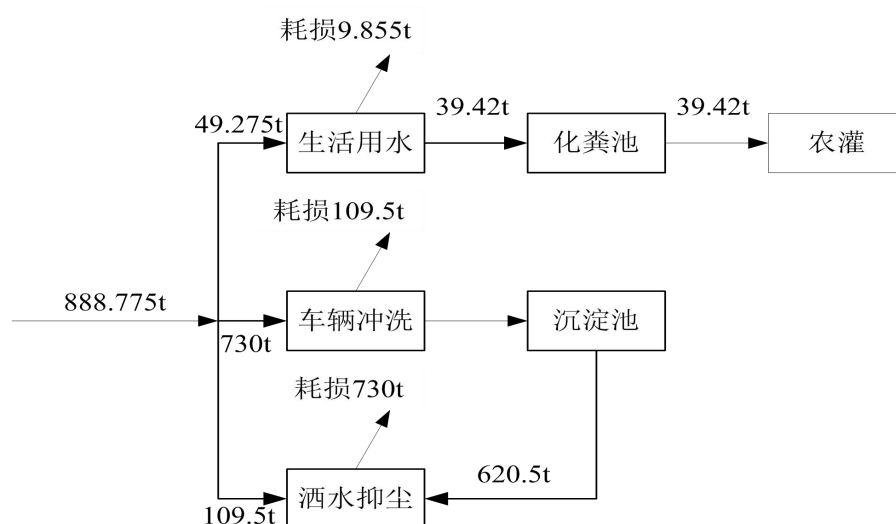 耗损9.855t
49.275t
生活用水
39.42t
化粪池
39.42t
农灌
耗损109.5t
888.775t
730t
车辆冲洗
沉淀池
耗损730t
620.5t
洒水抑尘
109.5t